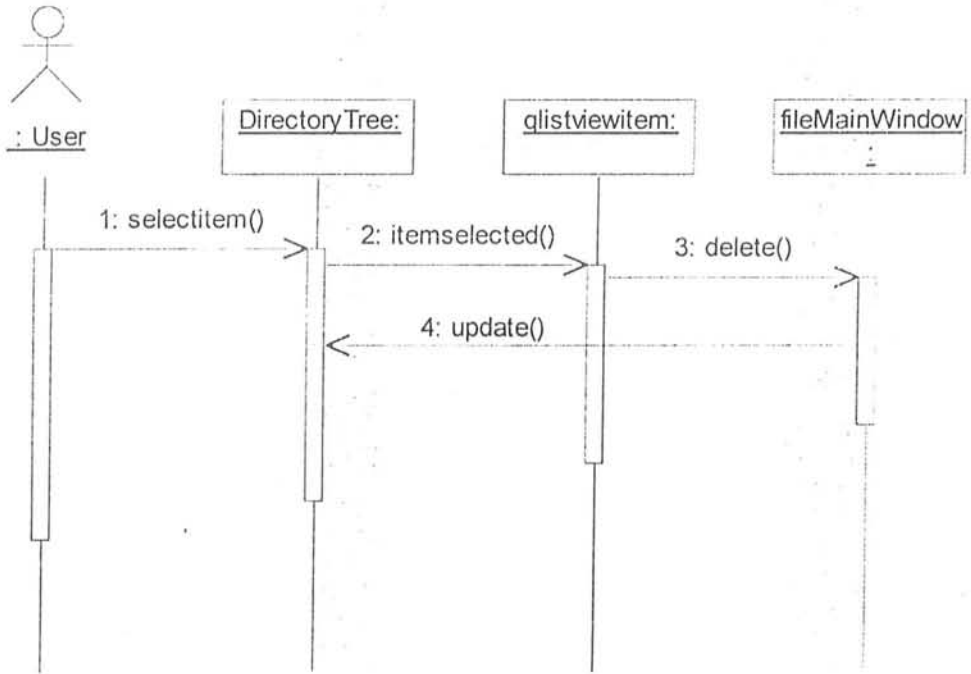 : User
DirectoryTree:
qlistviewitem:
fileMainWindow
:
1: selectitem()
2: itemselected()
3: delete()
4: update()